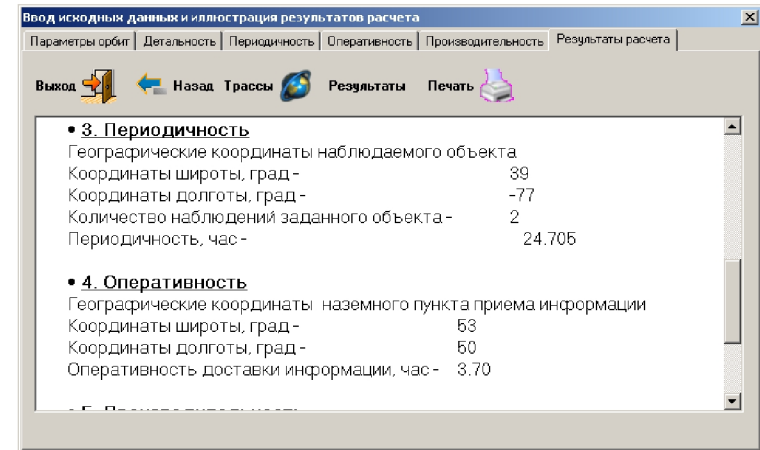 Ввод исходных данных и иллюстрация результатов расчета
Параметры орбит Детальность Периодичность Оперативность Производительность Результаты расчета
Выход Назад Трассы Результаты Печать
• 3. Периодичность
Географические координаты наблюдаемого объекта
Координаты широты, град - 39
Координаты долготы, град - -77
Количество наблюдений заданного объекта - 2
Периодичность, час - 24.705
• 4. Оперативность
Географические координаты наземного пункта приема информации
Координаты широты, град - 53
Координаты долготы, град - 50
Оперативность доставки информации, час - 3.70